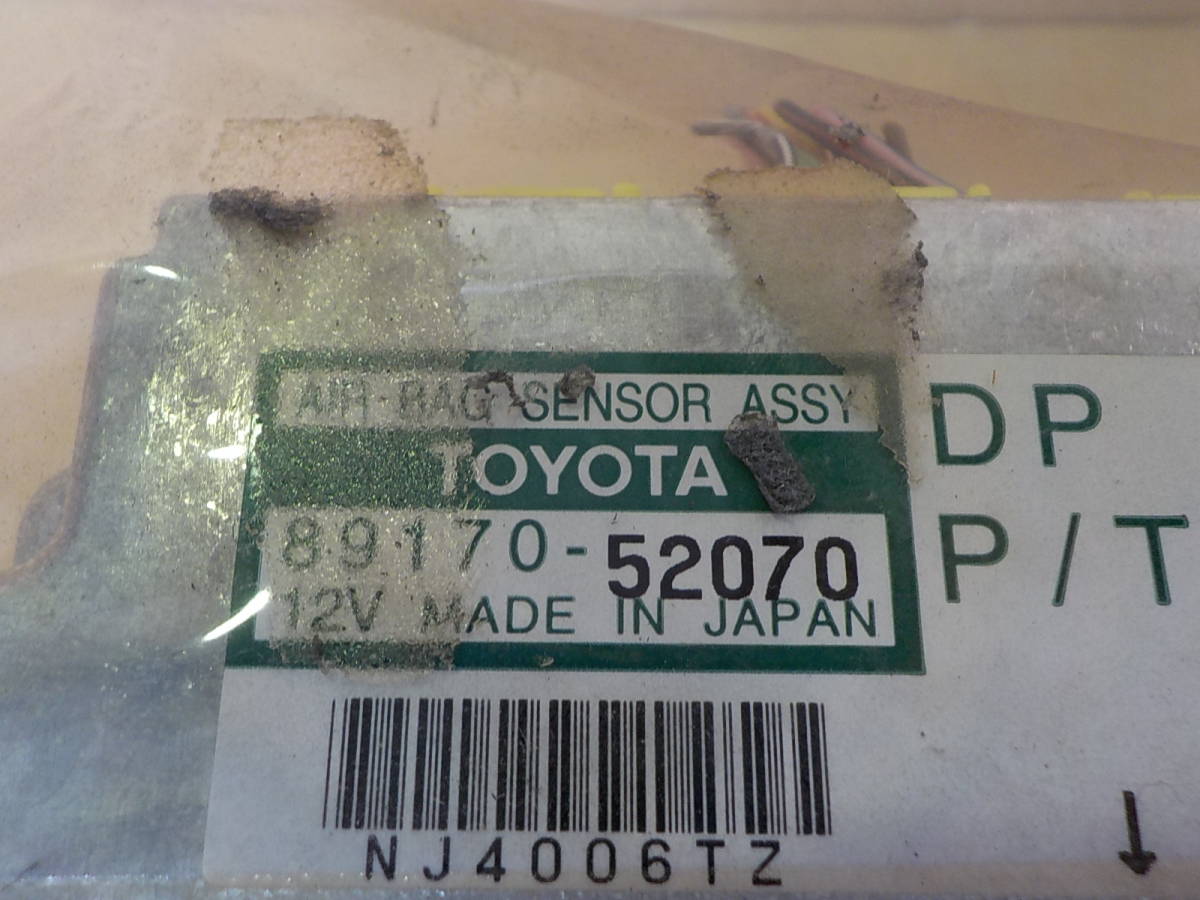 AIR-BAG SENSOR ASSY
TOYOTA
89170-52070
12V MADE IN JAPAN
DP
P/T
NJ4006TZ